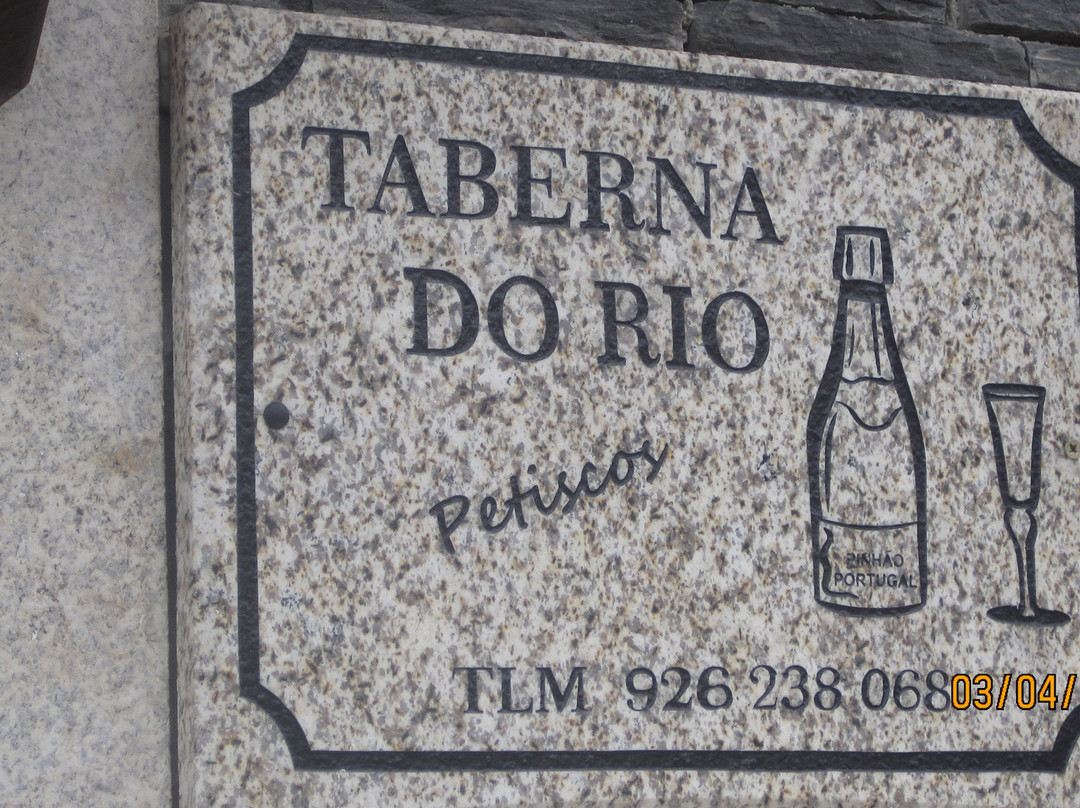 TABERNA
DO RIO
Petiscos
PINHÃO
PORTUGAL
TLM 926 238 068
03/04/